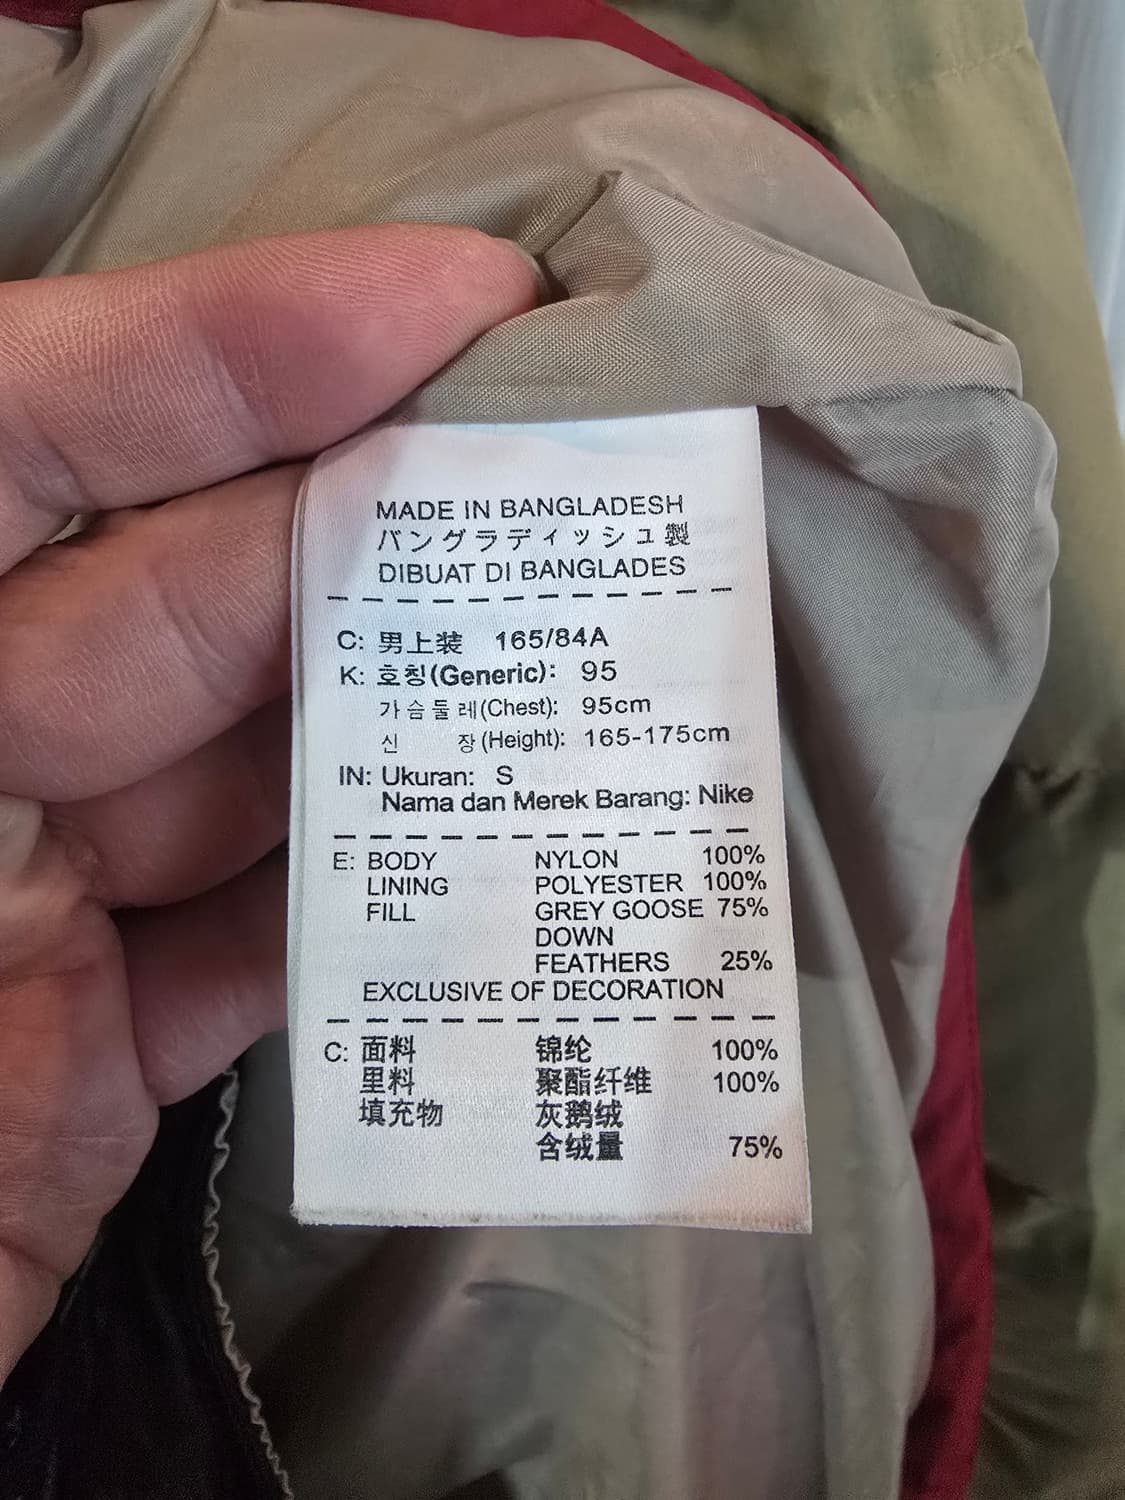 MADE IN BANGLADESH
バングラディッシュ製
DIBUAT DI BANGLADES
C: 男上装 165/84A
K: 호칭(Generic): 95
가슴둘레(Chest): 95cm
신 장(Height): 165-175cm
IN: Ukuran: S
Nama dan Merek Barang: Nike
E: BODY NYLON 100%
LINING POLYESTER 100%
FILL GREY GOOSE 75%
DOWN
FEATHERS 25%
EXCLUSIVE OF DECORATION
C: 面料 锦纶 100%
里料 聚酯纤维 100%
填充物 灰鹅绒
含绒量 75%